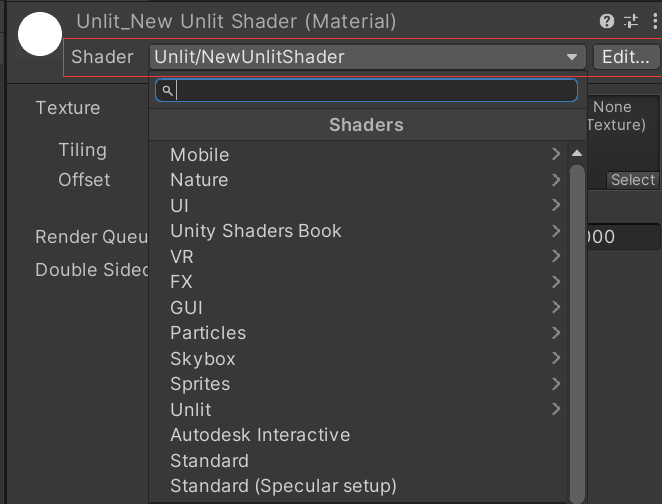 Unlit_New Unlit Shader (Material)
Shader Unlit/NewUnlitShader Edit...
Shaders
Texture None
Texture)
Mobile
Tiling
Nature
Offset Select
UI
Unity Shaders Book
Render Queu 000
VR
Double Sided
FX
GUI
Particles
Skybox
Sprites
Unlit
Autodesk Interactive
Standard
Standard (Specular setup)